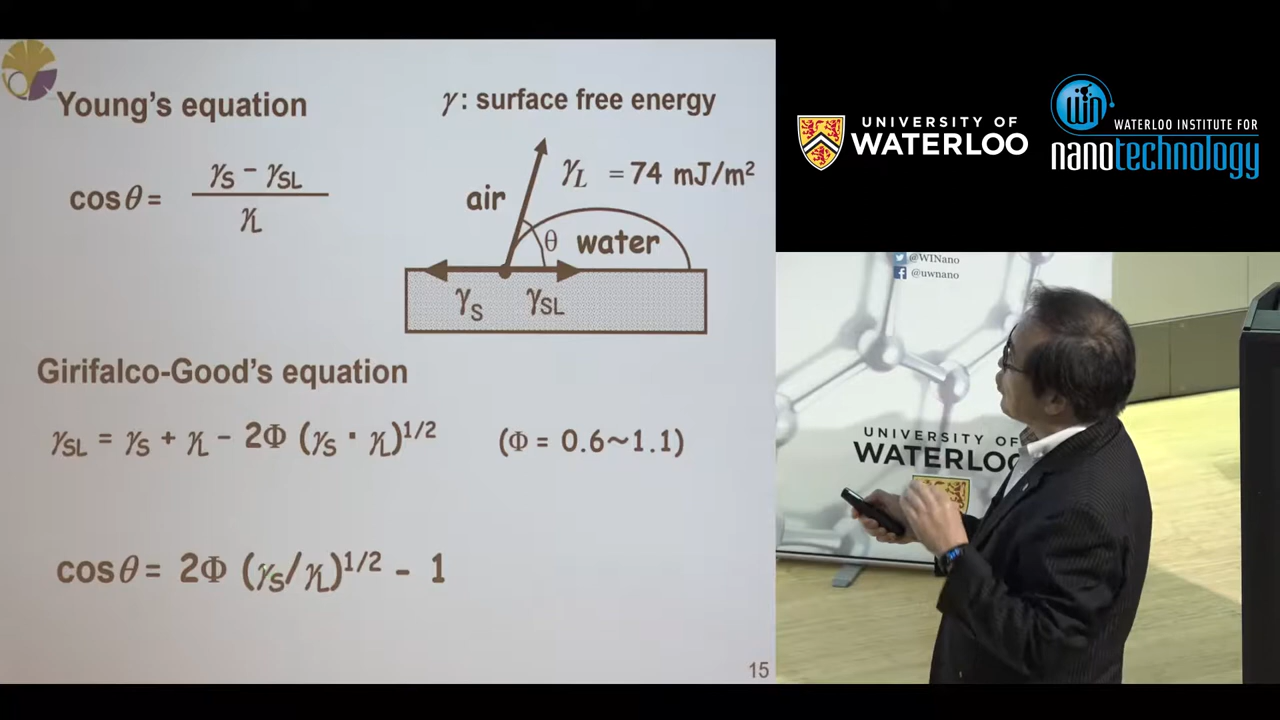 Young's equation
γ : surface free energy
cosθ = (γS − γSL) / γL
γL = 74 mJ/m²
air
θ
water
γS
γSL
Girifalco-Good's equation
γSL = γS + γL − 2Φ (γS · γL)^1/2 (Φ = 0.6~1.1)
cosθ = 2Φ (γS/γL)^1/2 − 1
15
UNIVERSITY OF
WATERLOO
WIN
WATERLOO INSTITUTE FOR
nanotechnology
@WINano
@uwnano
UNIVERSITY OF
WATERLOO